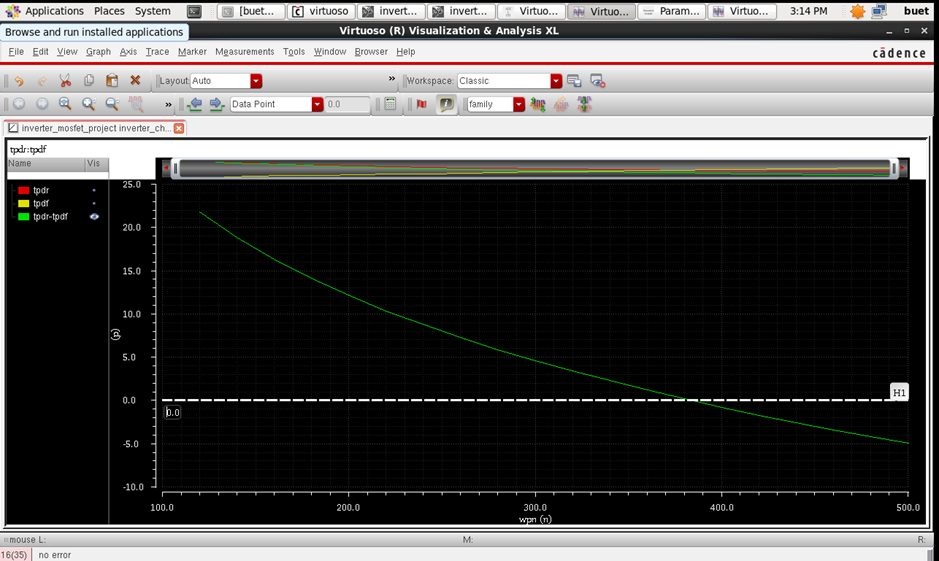 Applications Places System [buet... virtuoso invert... invert... Virtuo... Virtuo... Param... Virtuo... 3:14 PM buet
Browse and run installed applications
Virtuoso (R) Visualization & Analysis XL
File Edit View Graph Axis Trace Marker Measurements Tools Window Browser Help
cādence
Layout: Auto » Workspace: Classic
» Data Point 0.0 family
inverter_mosfet_project inverter_ch...
tpdr:tpdf
Name Vis
tpdr
tpdf
tpdr-tpdf
25.0
20.0
15.0
10.0
5.0
0.0
-5.0
-10.0
(p)
H1
0.0
100.0 200.0 300.0 400.0 500.0
wpn (n)
mouse L: M: R:
16(35) no error